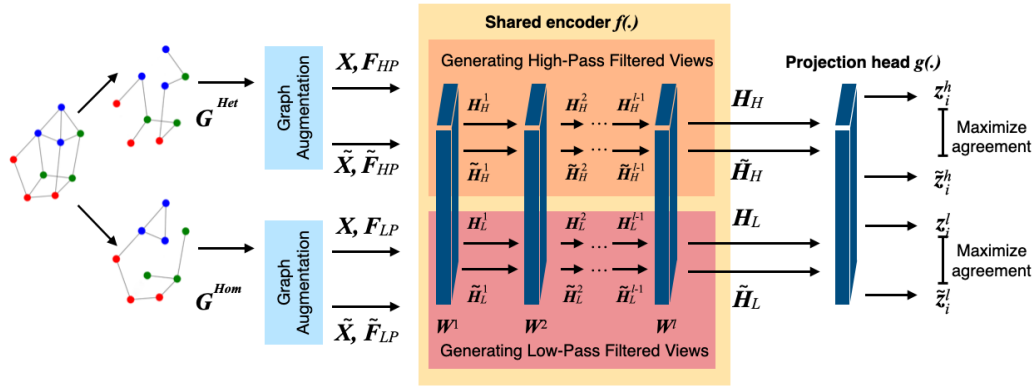 Shared encoder f(.)
Generating High-Pass Filtered Views
Projection head g(.)
G^Het
Graph
Augmentation
X, F_HP
X̃, F̃_HP
H_H^1
H_H^2
H_H^{l-1}
...
H̃_H^1
H̃_H^2
H̃_H^{l-1}
...
H_H
H̃_H
z_i^h
Maximize
agreement
z̃_i^h
G^Hom
Graph
Augmentation
X, F_LP
X̃, F̃_LP
H_L^1
H_L^2
H_L^{l-1}
...
H̃_L^1
H̃_L^2
H̃_L^{l-1}
...
H_L
H̃_L
z_i^l
Maximize
agreement
z̃_i^l
W^1
W^2
W^l
Generating Low-Pass Filtered Views